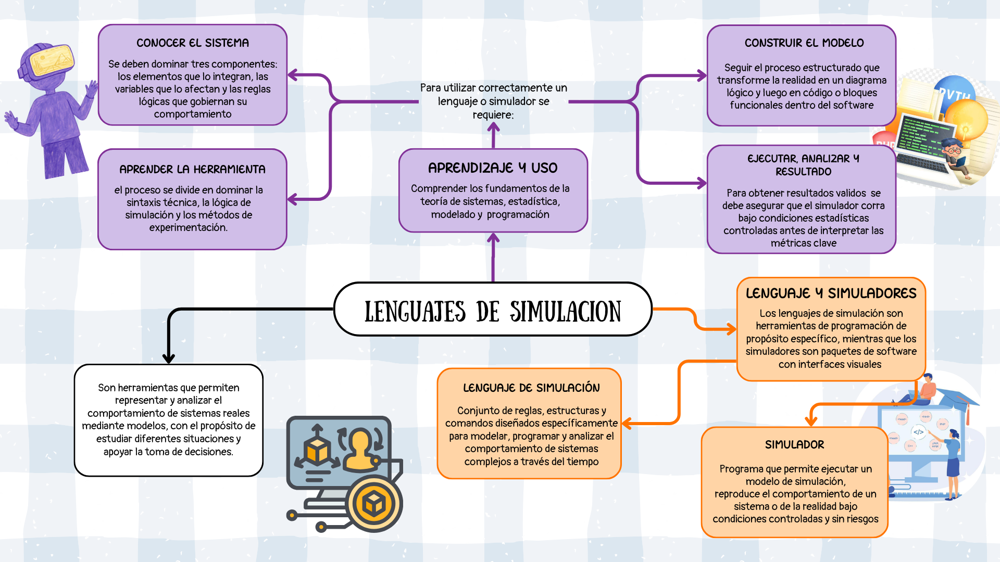 CONOCER EL SISTEMA
Se deben dominar tres componentes:
los elementos que lo integran, las
variables que lo afectan y las reglas
lógicas que gobiernan su
comportamiento
APRENDER LA HERRAMIENTA
el proceso se divide en dominar la
sintaxis técnica, la lógica de
simulación y los métodos de
experimentación.
Para utilizar correctamente un
lenguaje o simulador se
requiere:
APRENDIZAJE Y USO
Comprender los fundamentos de la
teoría de sistemas, estadística,
modelado y  programación
CONSTRUIR EL MODELO
Seguir el proceso estructurado que
transforme la realidad en un diagrama
lógico y luego en código o bloques
funcionales dentro del software
PYTH
PHP
EJECUTAR, ANALIZAR Y
RESULTADO
Para obtener resultados validos  se
debe asegurar que el simulador corra
bajo condiciones estadísticas
controladas antes de interpretar las
métricas clave
LENGUAJES DE SIMULACION
Son herramientas que permiten
representar y analizar el
comportamiento de sistemas reales
mediante modelos, con el propósito de
estudiar diferentes situaciones y
apoyar la toma de decisiones.
LENGUAJE Y SIMULADORES
Los lenguajes de simulación son
herramientas de programación de
propósito específico, mientras que los
simuladores son paquetes de software
con interfaces visuales
LENGUAJE DE SIMULACIÓN
Conjunto de reglas, estructuras y
comandos diseñados específicamente
para modelar, programar y analizar el
comportamiento de sistemas
complejos a través del tiempo
SIMULADOR
Programa que permite ejecutar un
modelo de simulación,
reproduce el comportamiento de un
sistema o de la realidad bajo
condiciones controladas y sin riesgos
<head>
<html>
PHP
</>
<head>
C++
JAVA
script